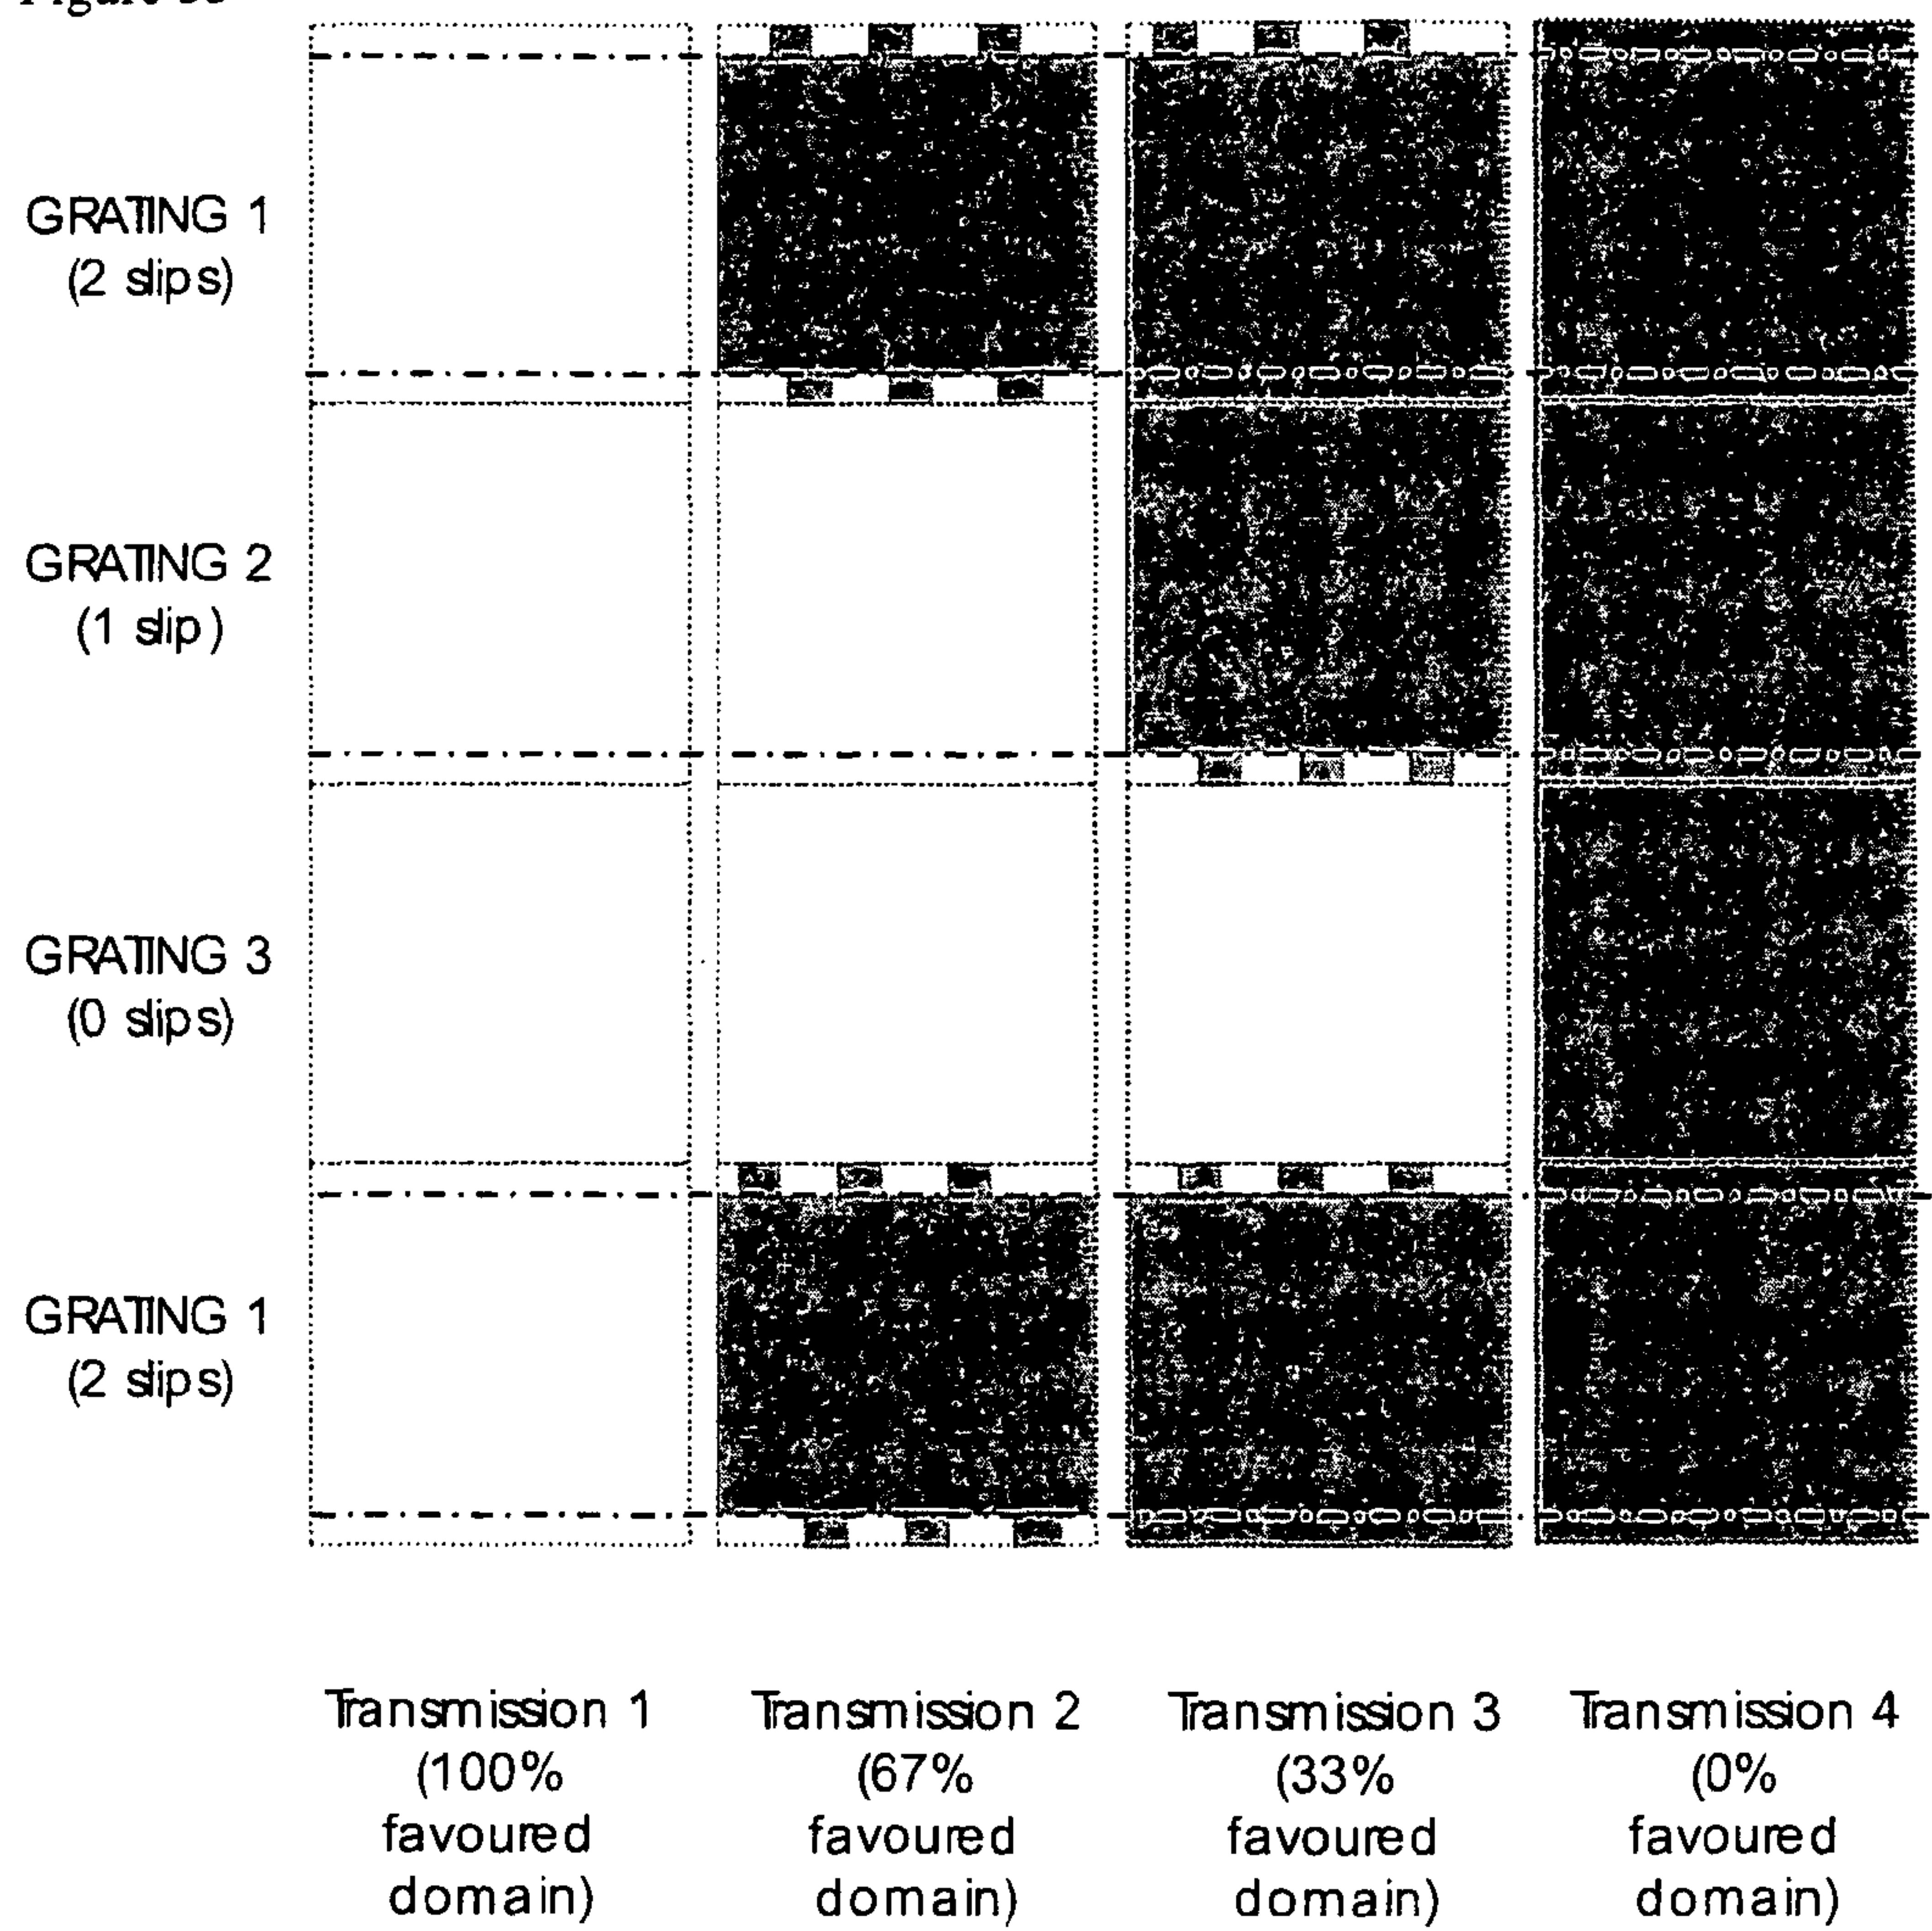 GRATING 1
(2 slips)
GRATING 2
(1 slip)
GRATING 3
(0 slips)
GRATING 1
(2 slips)
Transmission 1
(100%
favoured
domain)
Transmission 2
(67%
favoured
domain)
Transmission 3
(33%
favoured
domain)
Transmission 4
(0%
favoured
domain)